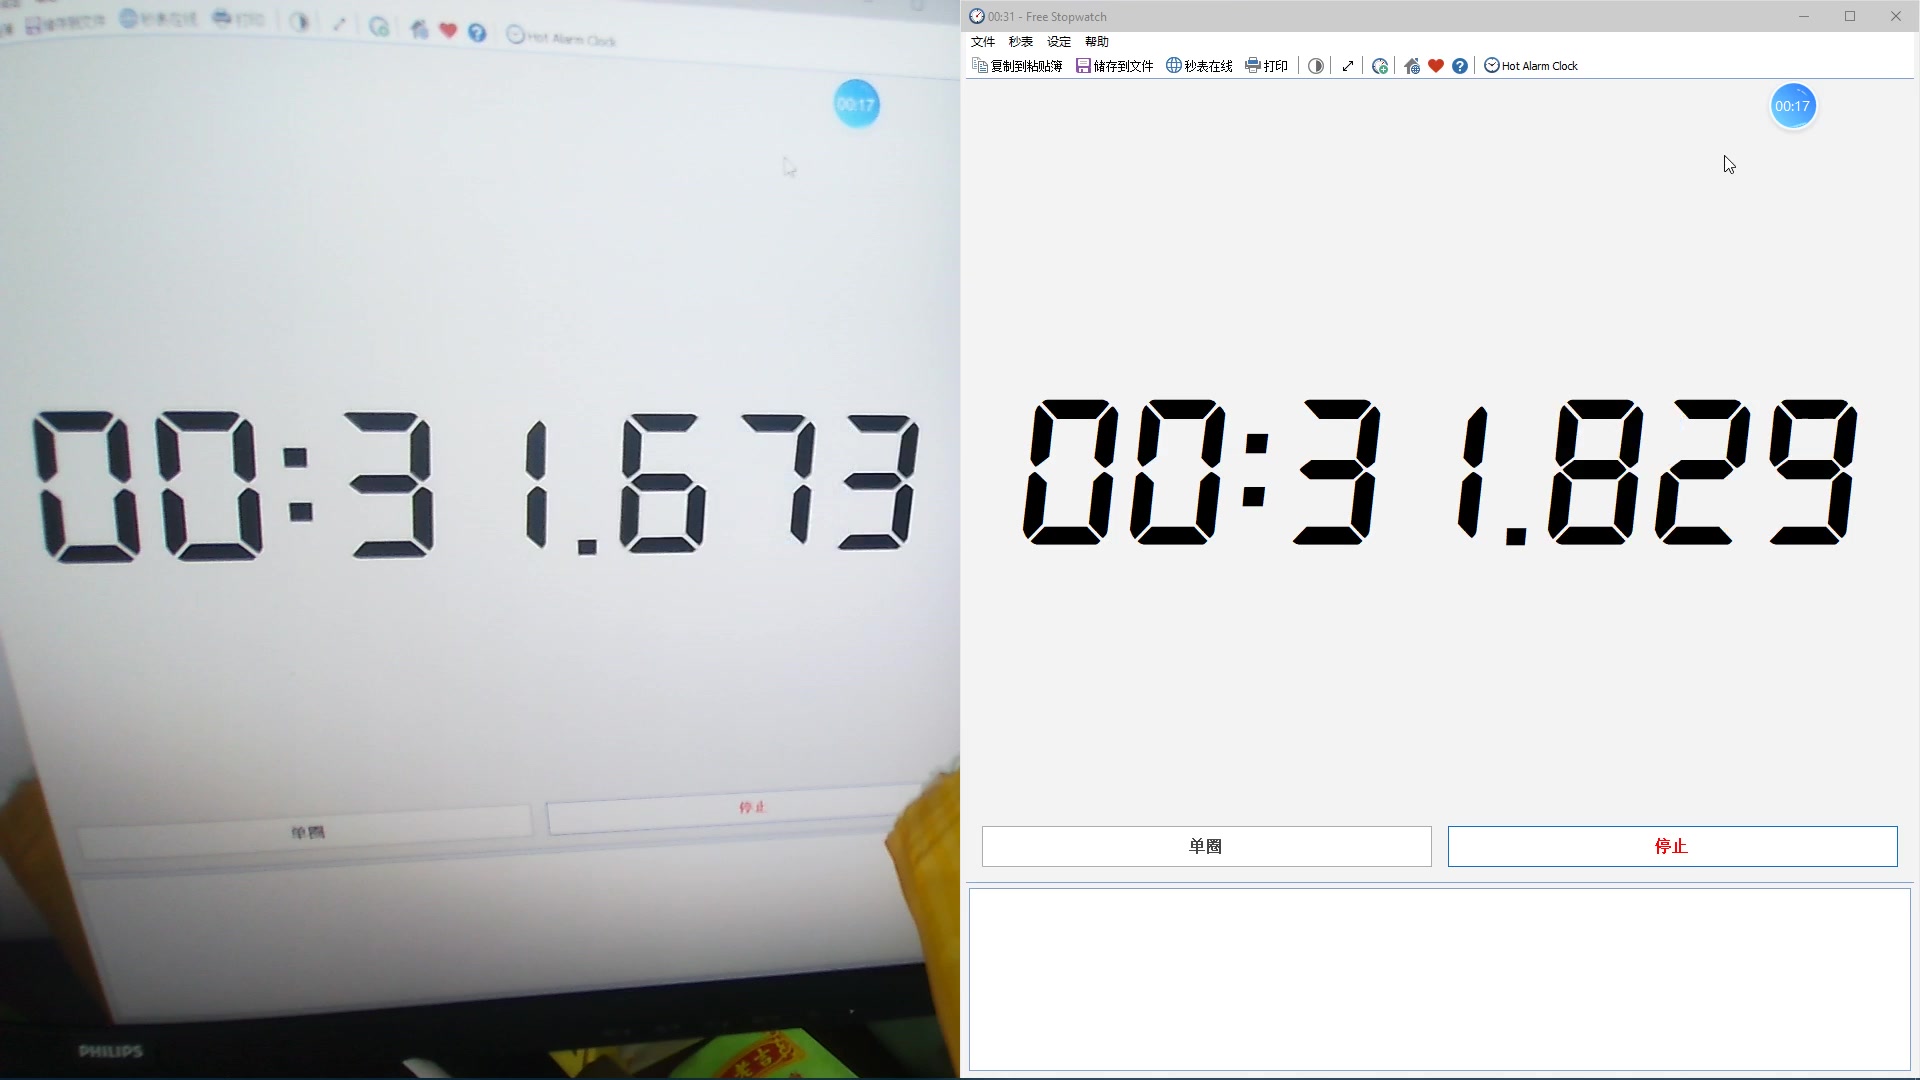 储存到文件 秒表在线 打印 Hot Alarm Clock
00:17
00:31.673
单圈 停止
PHILIPS
老吉
00:31 - Free Stopwatch
文件 秒表 设定 帮助
复制到粘贴簿 储存到文件 秒表在线 打印 Hot Alarm Clock
00:17
00:31.829
单圈 停止